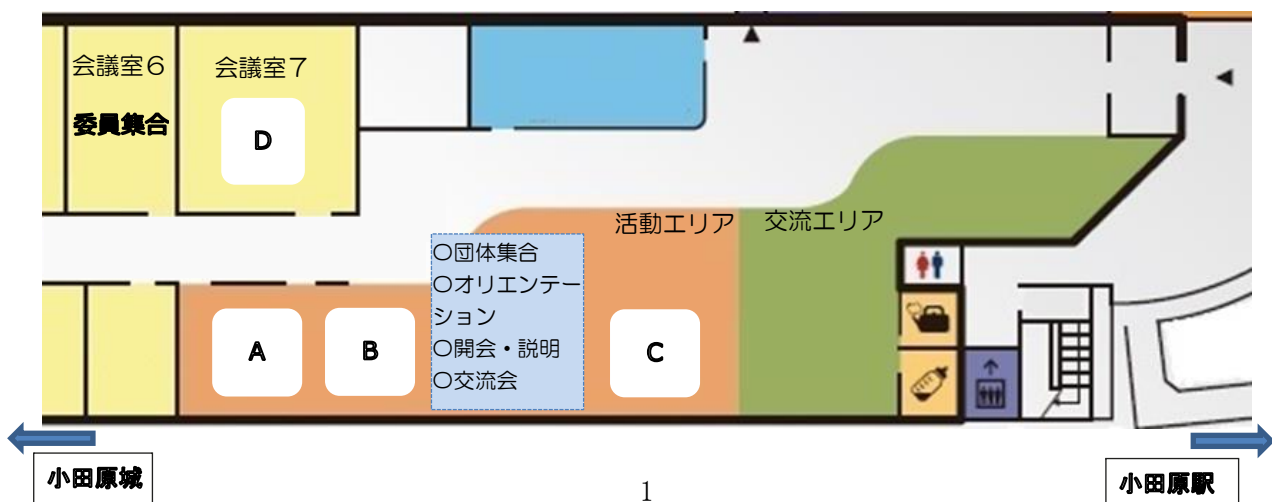 会議室６
委員集合
会議室７
D
活動エリア
交流エリア
〇団体集合
〇オリエンテー
ション
〇開会・説明
〇交流会
A
B
C
小田原城
1
小田原駅